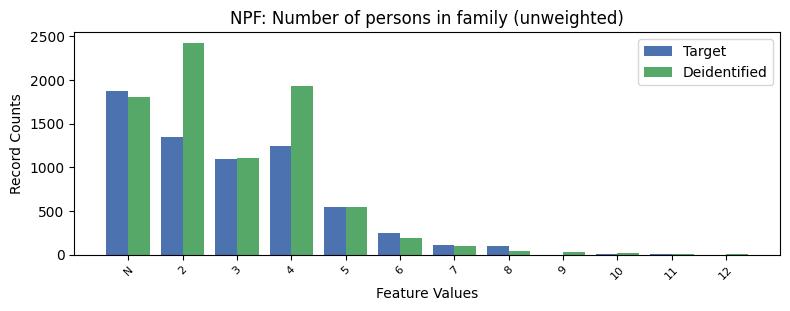 NPF: Number of persons in family (unweighted)
Target
Deidentified
Record Counts
2500
2000
1500
1000
500
0
N 2 3 4 5 6 7 8 9 10 11 12
Feature Values